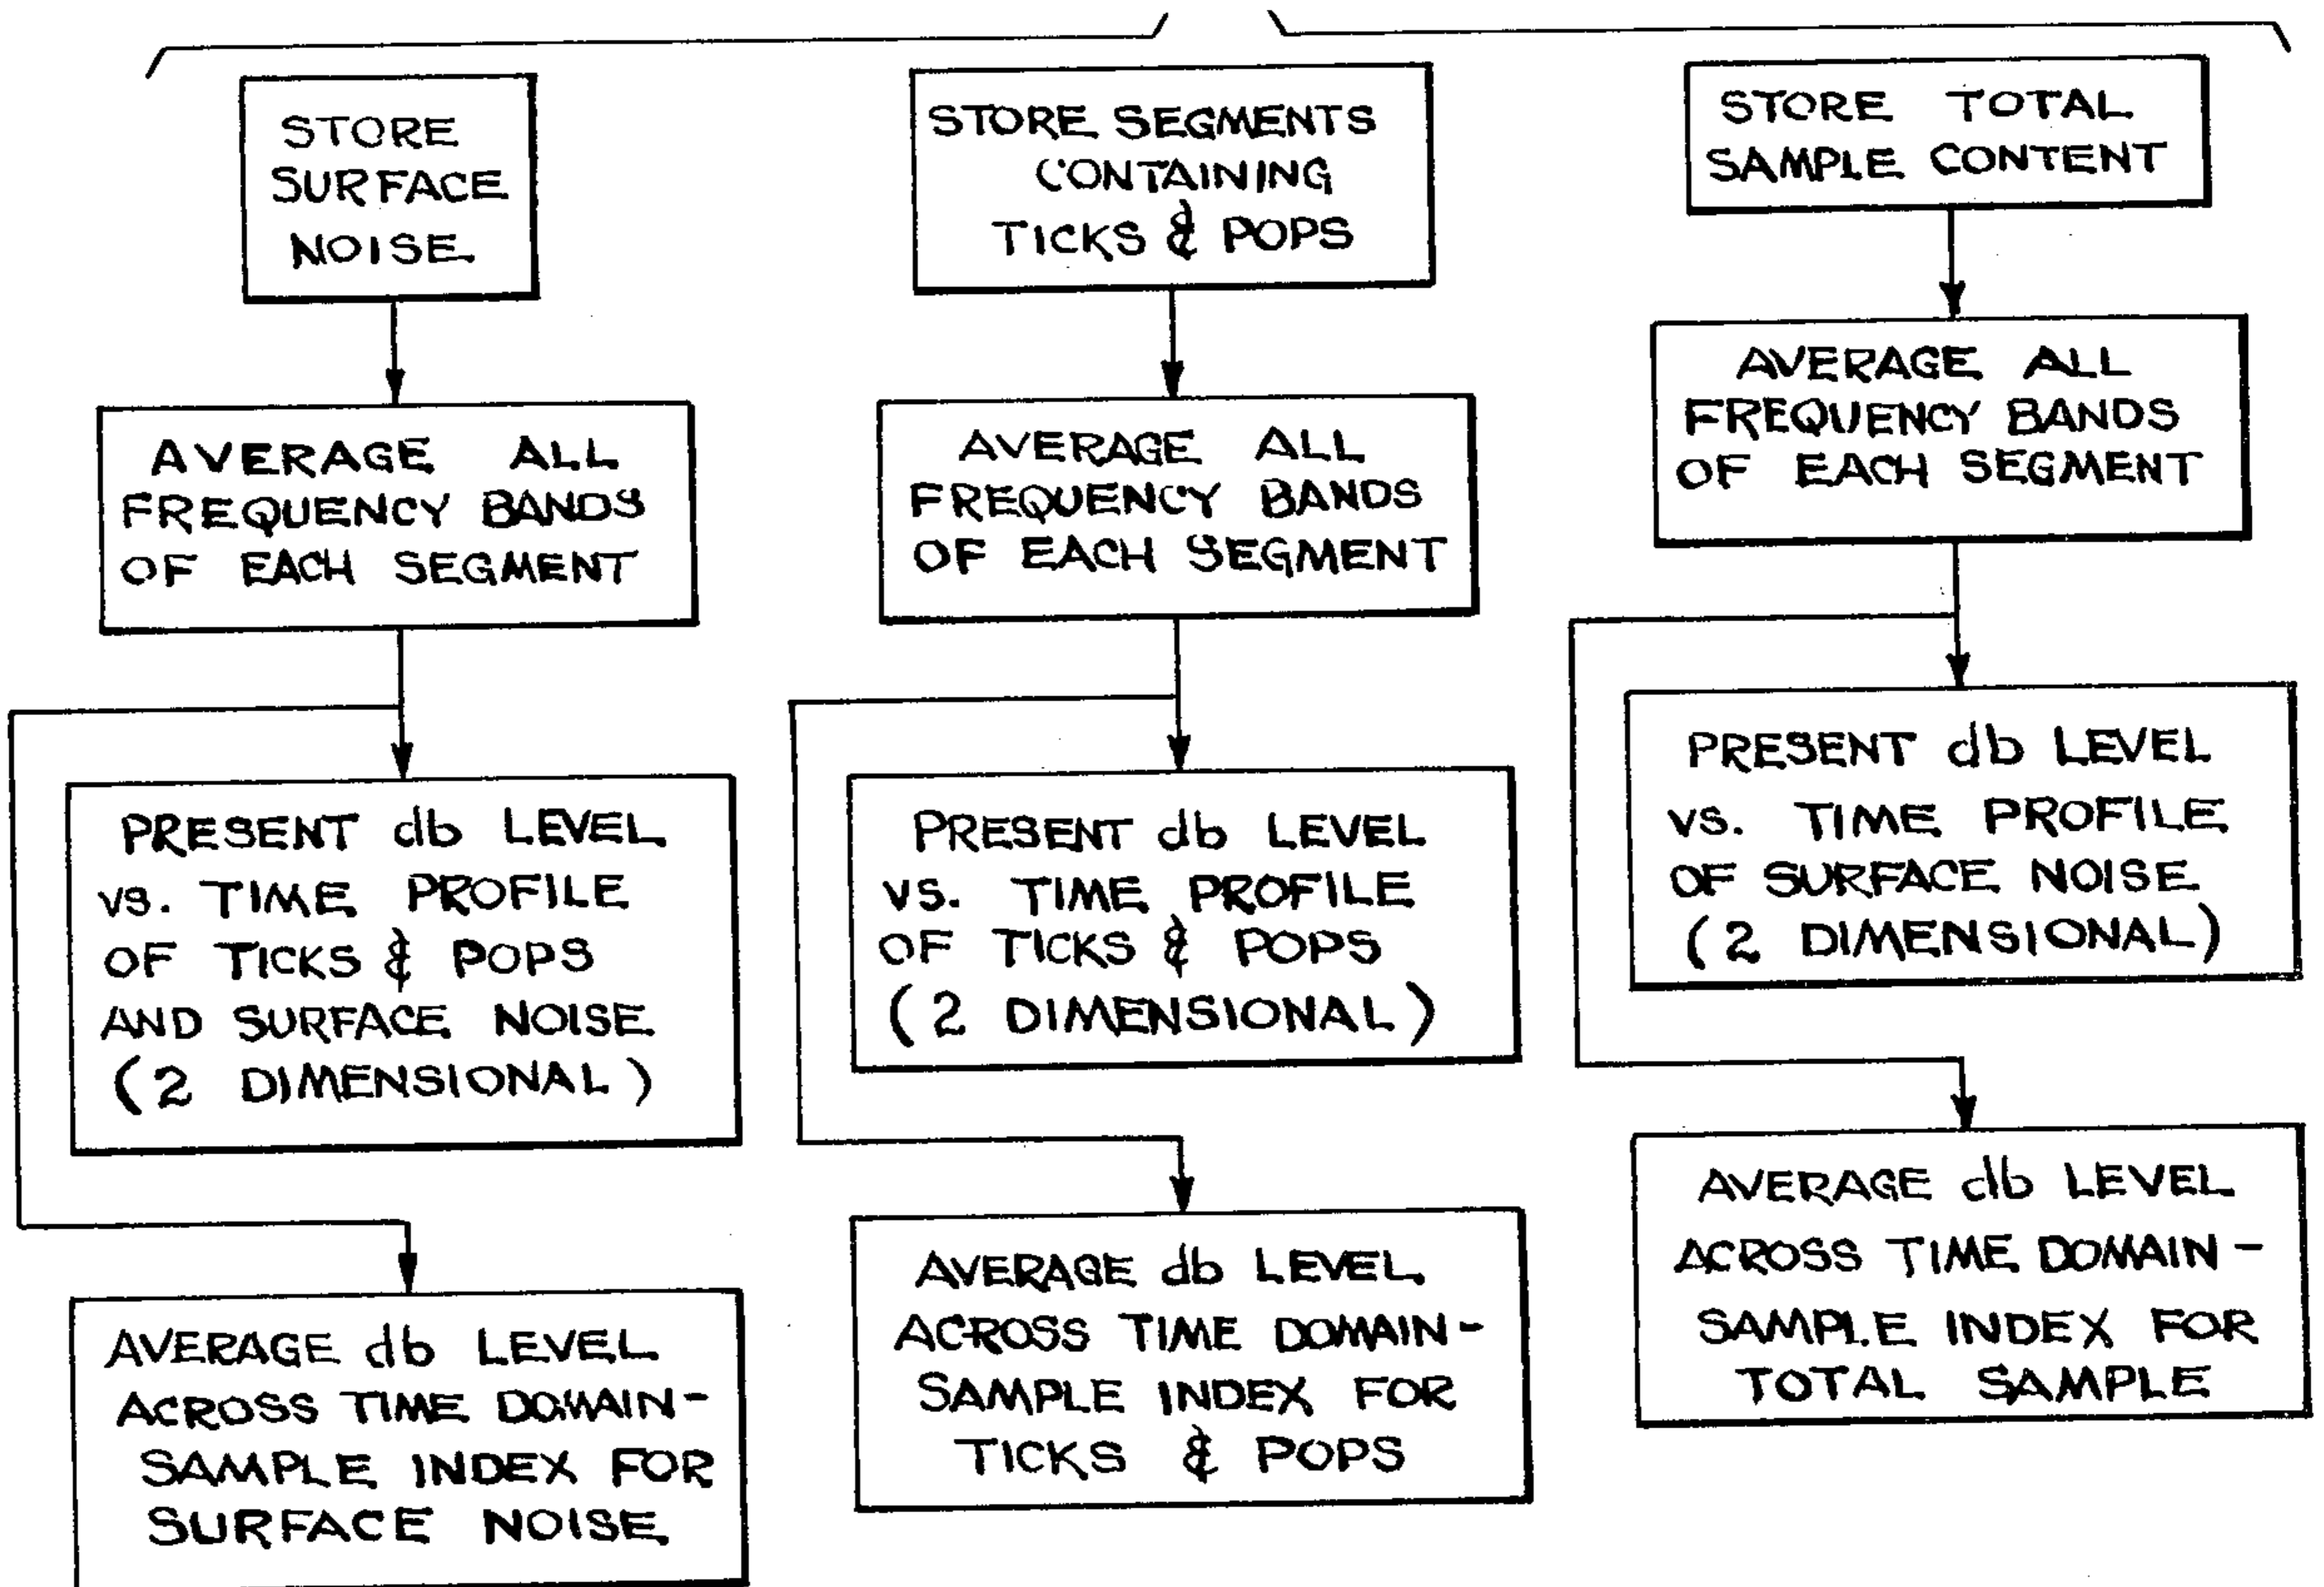 STORE
SURFACE
NOISE
AVERAGE ALL
FREQUENCY BANDS
OF EACH SEGMENT
PRESENT db LEVEL
vs. TIME PROFILE
OF TICKS & POPS
AND SURFACE NOISE
(2 DIMENSIONAL)
AVERAGE db LEVEL
ACROSS TIME DOMAIN-
SAMPLE INDEX FOR
SURFACE NOISE
STORE SEGMENTS
CONTAINING
TICKS & POPS
AVERAGE ALL
FREQUENCY BANDS
OF EACH SEGMENT
PRESENT db LEVEL
vs. TIME PROFILE
OF TICKS & POPS
(2 DIMENSIONAL)
AVERAGE db LEVEL
ACROSS TIME DOMAIN-
SAMPLE INDEX FOR
TICKS & POPS
STORE TOTAL
SAMPLE CONTENT
AVERAGE ALL
FREQUENCY BANDS
OF EACH SEGMENT
PRESENT db LEVEL
vs. TIME PROFILE
OF SURFACE NOISE
(2 DIMENSIONAL)
AVERAGE db LEVEL
ACROSS TIME DOMAIN-
SAMPLE INDEX FOR
TOTAL SAMPLE